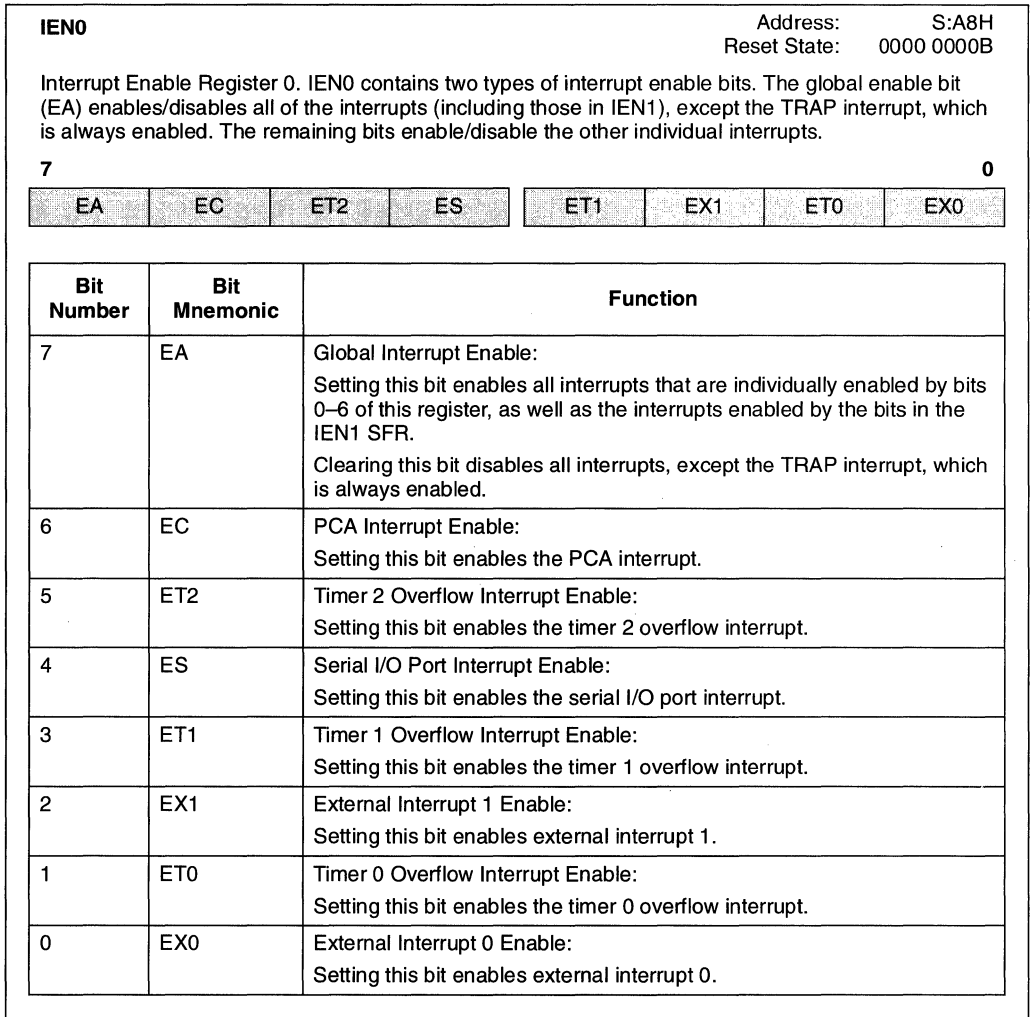 IEN0 Address: S:A8H
Reset State: 0000 0000B
Interrupt Enable Register 0. IEN0 contains two types of interrupt enable bits. The global enable bit
(EA) enables/disables all of the interrupts (including those in IEN1), except the TRAP interrupt, which
is always enabled. The remaining bits enable/disable the other individual interrupts.
7 0
EA EC ET2 ES ET1 EX1 ET0 EX0
Bit Number Bit Mnemonic Function
7 EA Global Interrupt Enable:
Setting this bit enables all interrupts that are individually enabled by bits
0–6 of this register, as well as the interrupts enabled by the bits in the
IEN1 SFR.
Clearing this bit disables all interrupts, except the TRAP interrupt, which
is always enabled.
6 EC PCA Interrupt Enable:
Setting this bit enables the PCA interrupt.
5 ET2 Timer 2 Overflow Interrupt Enable:
Setting this bit enables the timer 2 overflow interrupt.
4 ES Serial I/O Port Interrupt Enable:
Setting this bit enables the serial I/O port interrupt.
3 ET1 Timer 1 Overflow Interrupt Enable:
Setting this bit enables the timer 1 overflow interrupt.
2 EX1 External Interrupt 1 Enable:
Setting this bit enables external interrupt 1.
1 ET0 Timer 0 Overflow Interrupt Enable:
Setting this bit enables the timer 0 overflow interrupt.
0 EX0 External Interrupt 0 Enable:
Setting this bit enables external interrupt 0.